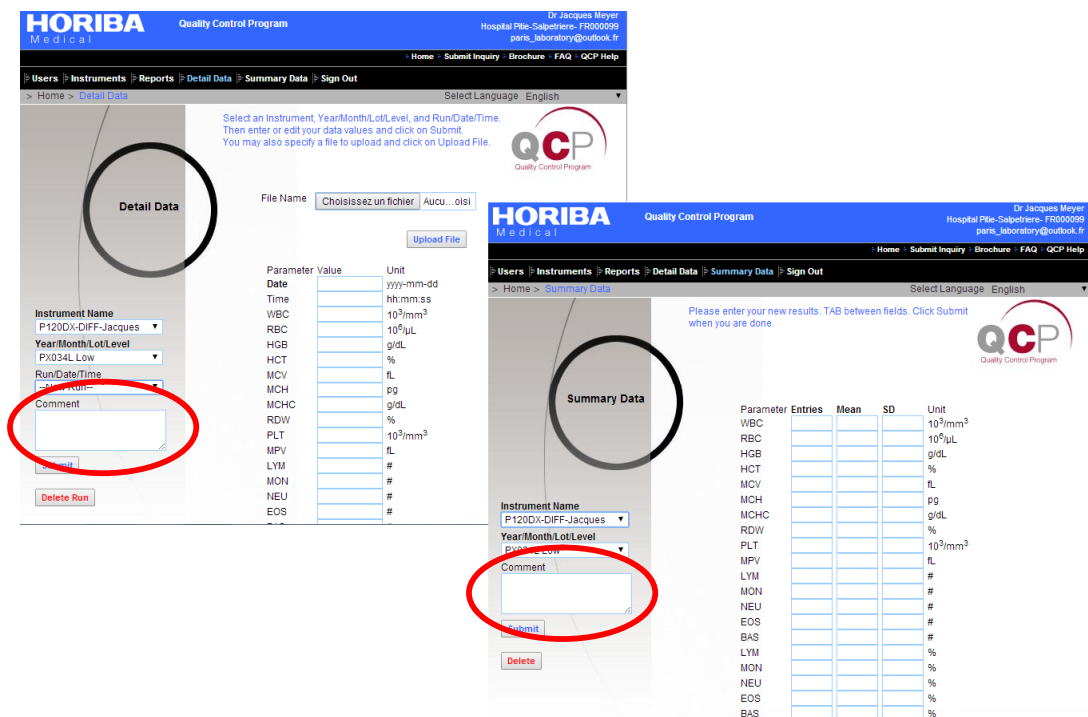 HORIBA
Medical
Quality Control Program
Dr Jacques Meyer
Hospital Pitie-Salpetriere- FR000099
paris_laboratory@outlook.fr
Home Submit Inquiry Brochure FAQ QCP Help
Users Instruments Reports Detail Data Summary Data Sign Out
> Home > Detail Data
Select Language English
Select an Instrument, Year/Month/Lot/Level, and Run/Date/Time.
Then enter or edit your data values and click on Submit.
You may also specify a file to upload and click on Upload File.
QCP
Quality Control Program
Detail Data
File Name Choisissez un fichier Aucu...oisi
Upload File
Parameter Value Unit
Date yyyy-mm-dd
Time hh:mm:ss
WBC 10³/mm³
RBC 10⁶/µL
HGB g/dL
HCT %
MCV fL
MCH pg
MCHC g/dL
RDW %
PLT 10³/mm³
MPV fL
LYM #
MON #
NEU #
EOS #
Instrument Name
P120DX-DIFF-Jacques
Year/Month/Lot/Level
PX034L Low
Run/Date/Time
--New Run--
Comment
Submit
Delete Run
HORIBA
Medical
Quality Control Program
Dr Jacques Meyer
Hospital Pitie-Salpetriere- FR000099
paris_laboratory@outlook.fr
Home Submit Inquiry Brochure FAQ QCP Help
Users Instruments Reports Detail Data Summary Data Sign Out
> Home > Summary Data
Select Language English
Please enter your new results. TAB between fields. Click Submit
when you are done.
QCP
Quality Control Program
Summary Data
Parameter Entries Mean SD Unit
WBC 10³/mm³
RBC 10⁶/µL
HGB g/dL
HCT %
MCV fL
MCH pg
MCHC g/dL
RDW %
PLT 10³/mm³
MPV fL
LYM #
MON #
NEU #
EOS #
BAS #
LYM %
MON %
NEU %
EOS %
BAS %
Instrument Name
P120DX-DIFF-Jacques
Year/Month/Lot/Level
PX034L Low
Comment
Submit
Delete